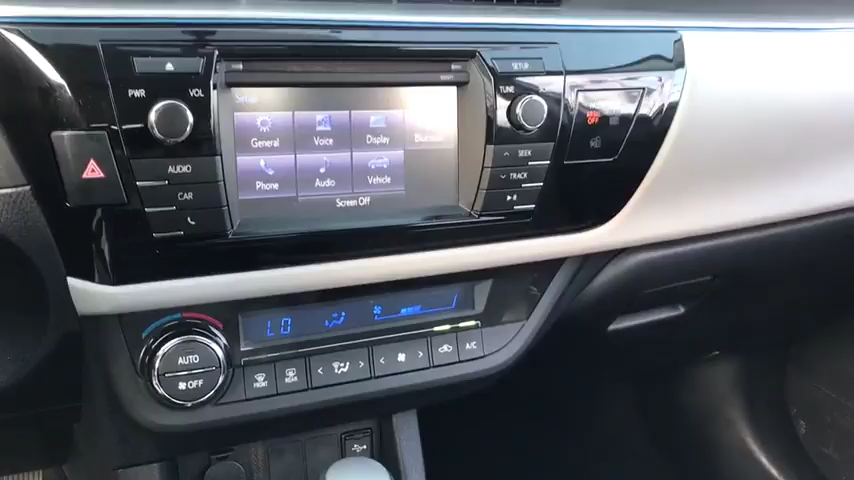 SETUP
PWR
VOL
TUNE
Setup
General
Voice
Display
Bluetooth
Phone
Audio
Vehicle
Screen Off
AUDIO
CAR
SEEK
TRACK
OFF
LO
AUTO
OFF
FRONT
REAR
A/C